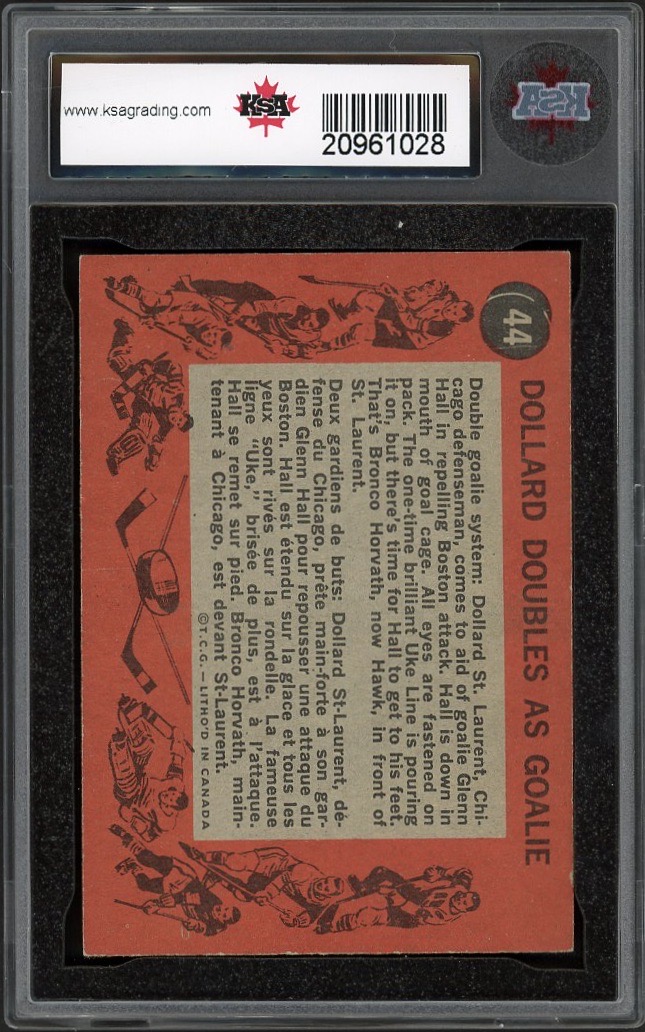 www.ksagrading.com
KSA
20961028
KSA
44
DOLLARD DOUBLES AS GOALIE
Double goalie system: Dollard St. Laurent, Chi-
cago defenseman, comes to aid of goalie Glenn
Hall in repelling Boston attack. Hall is down in
mouth of goal cage. All eyes are fastened on
puck. The one-time brilliant Uke Line is pouring
it on, but there's time for Hall to get to his feet.
That's Bronco Horvath, now Hawk, in front of
St. Laurent.
Deux gardiens de buts: Dollard St-Laurent, dé-
fense du Chicago, prête main-forte à son gar-
dien Glenn Hall pour repousser une attaque du
Boston. Hall est étendu sur la glace et tous les
yeux sont rivés sur la rondelle. La fameuse
ligne "Uke," brisée de plus, est à l'attaque.
Hall se remet sur pied. Bronco Horvath, main-
tenant à Chicago, est devant St-Laurent.
©T.C.G. — LITHO'D IN CANADA